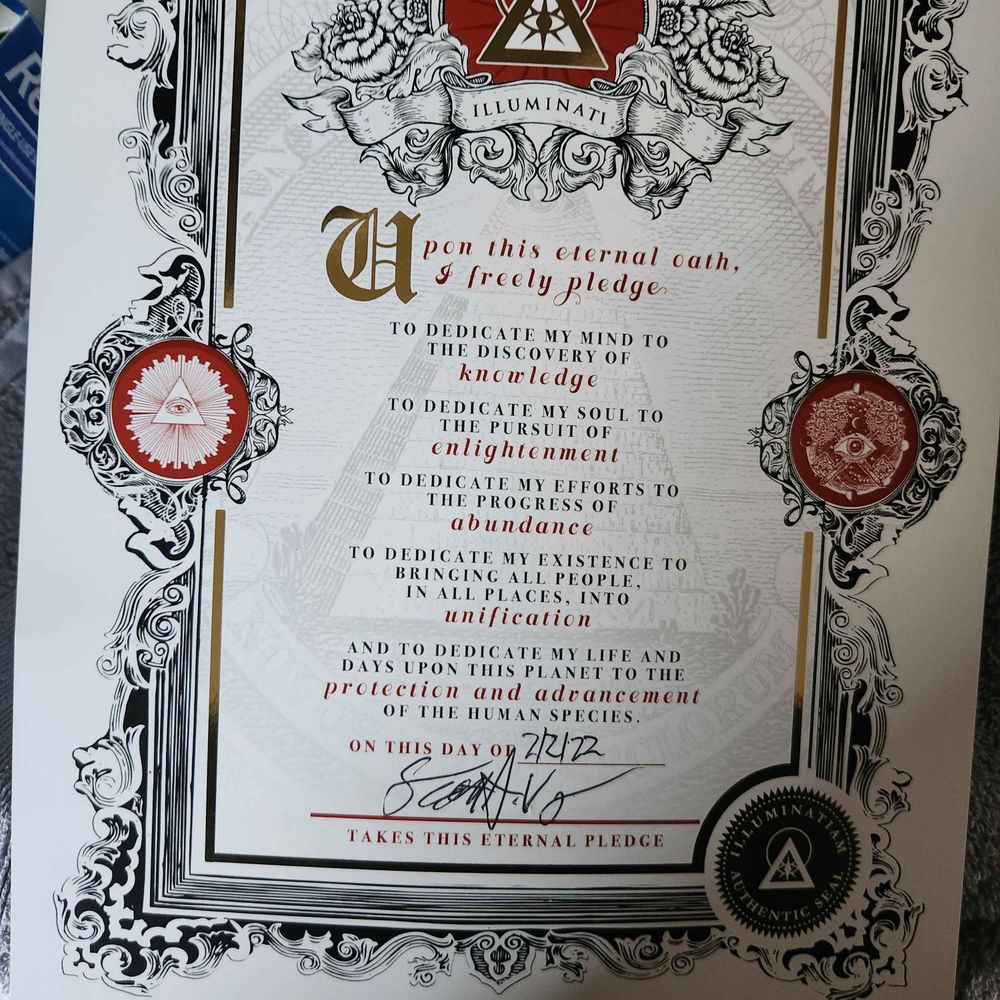 ILLUMINATI
Upon this eternal oath,
I freely pledge
TO DEDICATE MY MIND TO
THE DISCOVERY OF
knowledge
TO DEDICATE MY SOUL TO
THE PURSUIT OF
enlightenment
TO DEDICATE MY EFFORTS TO
THE PROGRESS OF
abundance
TO DEDICATE MY EXISTENCE TO
BRINGING ALL PEOPLE,
IN ALL PLACES, INTO
unification
AND TO DEDICATE MY LIFE AND
DAYS UPON THIS PLANET TO THE
protection and advancement
OF THE HUMAN SPECIES.
ON THIS DAY OF 2/2/22
TAKES THIS ETERNAL PLEDGE
ILLUMINATIAM
AUTHENTIC SEAL